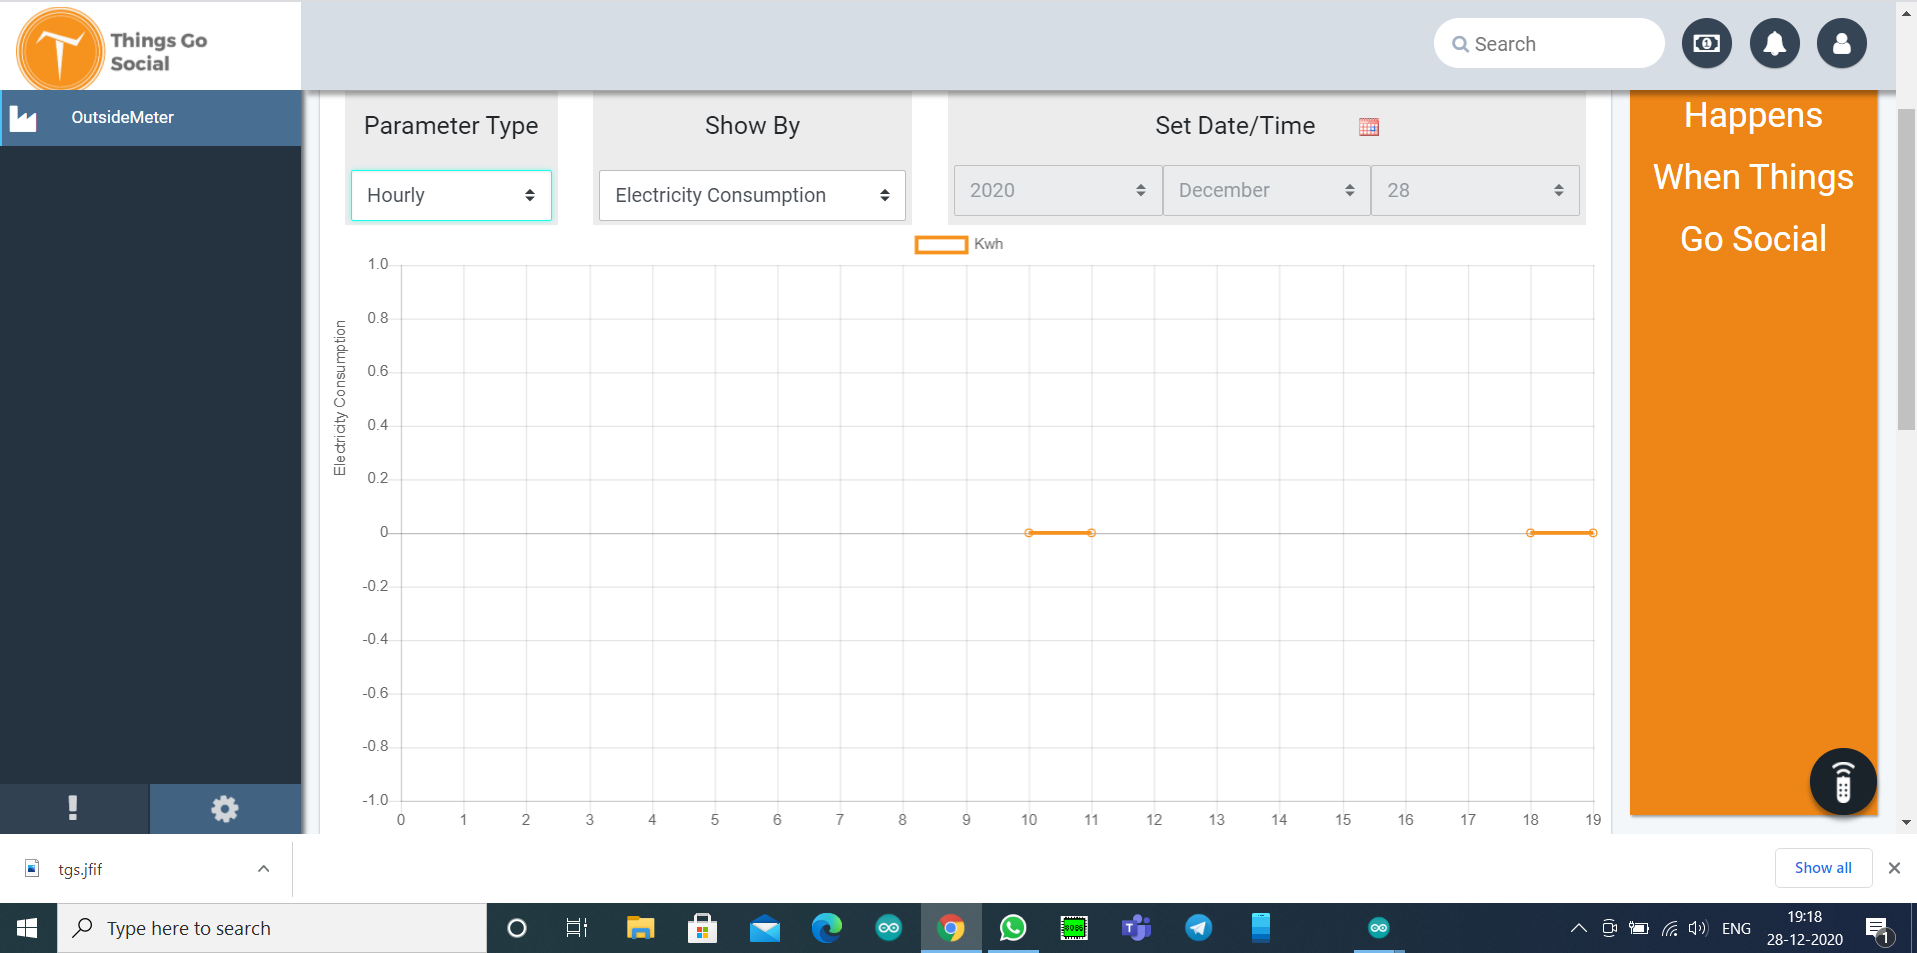 Things Go
Social
Search
OutsideMeter
Parameter Type
Show By
Set Date/Time
Hourly
Electricity Consumption
2020
December
28
Happens
When Things
Go Social
Kwh
Electricity Consumption
1.0
0.8
0.6
0.4
0.2
0
-0.2
-0.4
-0.6
-0.8
-1.0
0 1 2 3 4 5 6 7 8 9 10 11 12 13 14 15 16 17 18 19
tgs.jfif
Show all
Type here to search
ENG
19:18
28-12-2020
1